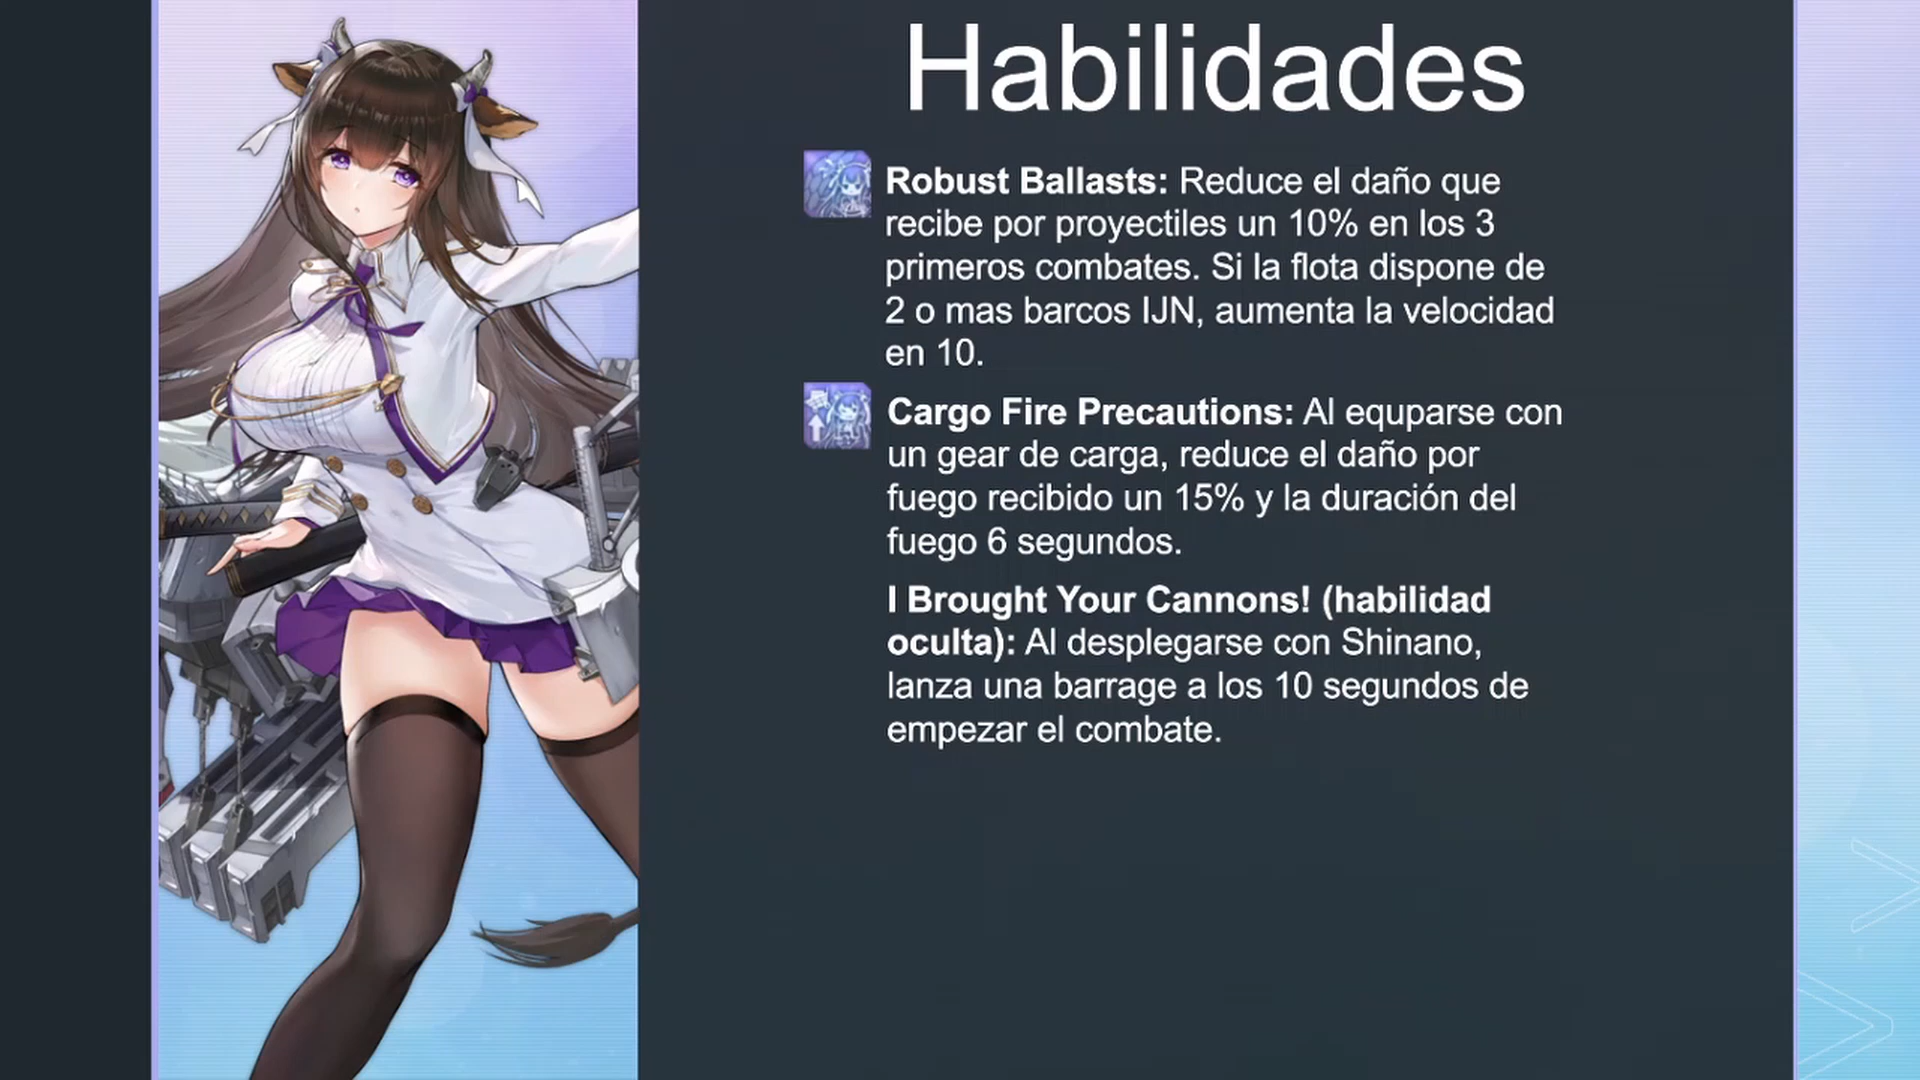 Habilidades
Robust Ballasts: Reduce el daño que
recibe por proyectiles un 10% en los 3
primeros combates. Si la flota dispone de
2 o mas barcos IJN, aumenta la velocidad
en 10.
Cargo Fire Precautions: Al equparse con
un gear de carga, reduce el daño por
fuego recibido un 15% y la duración del
fuego 6 segundos.
I Brought Your Cannons! (habilidad
oculta): Al desplegarse con Shinano,
lanza una barrage a los 10 segundos de
empezar el combate.